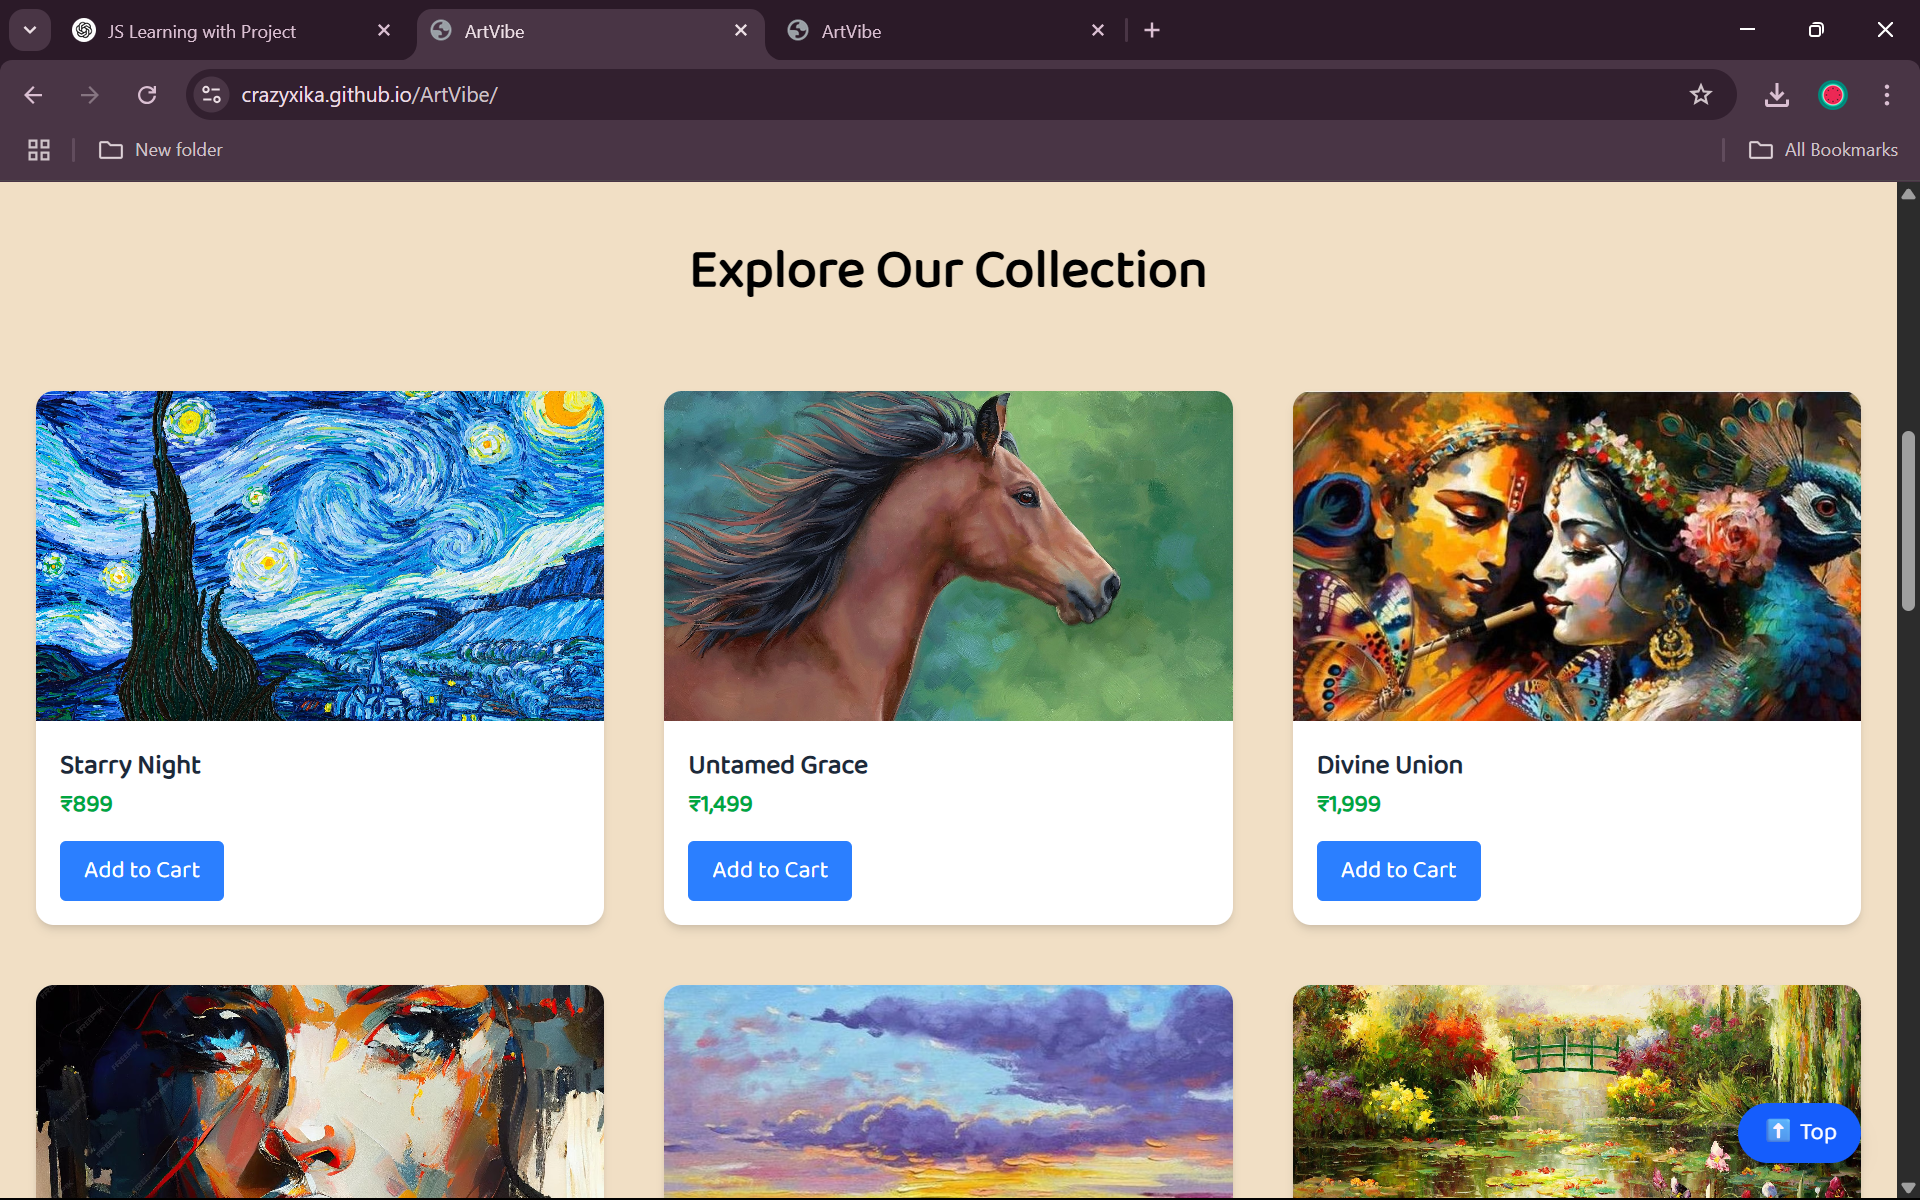 JS Learning with Project
ArtVibe
ArtVibe
crazyxika.github.io/ArtVibe/
New folder
All Bookmarks
Explore Our Collection
Starry Night
₹899
Add to Cart
Untamed Grace
₹1,499
Add to Cart
Divine Union
₹1,999
Add to Cart
Top